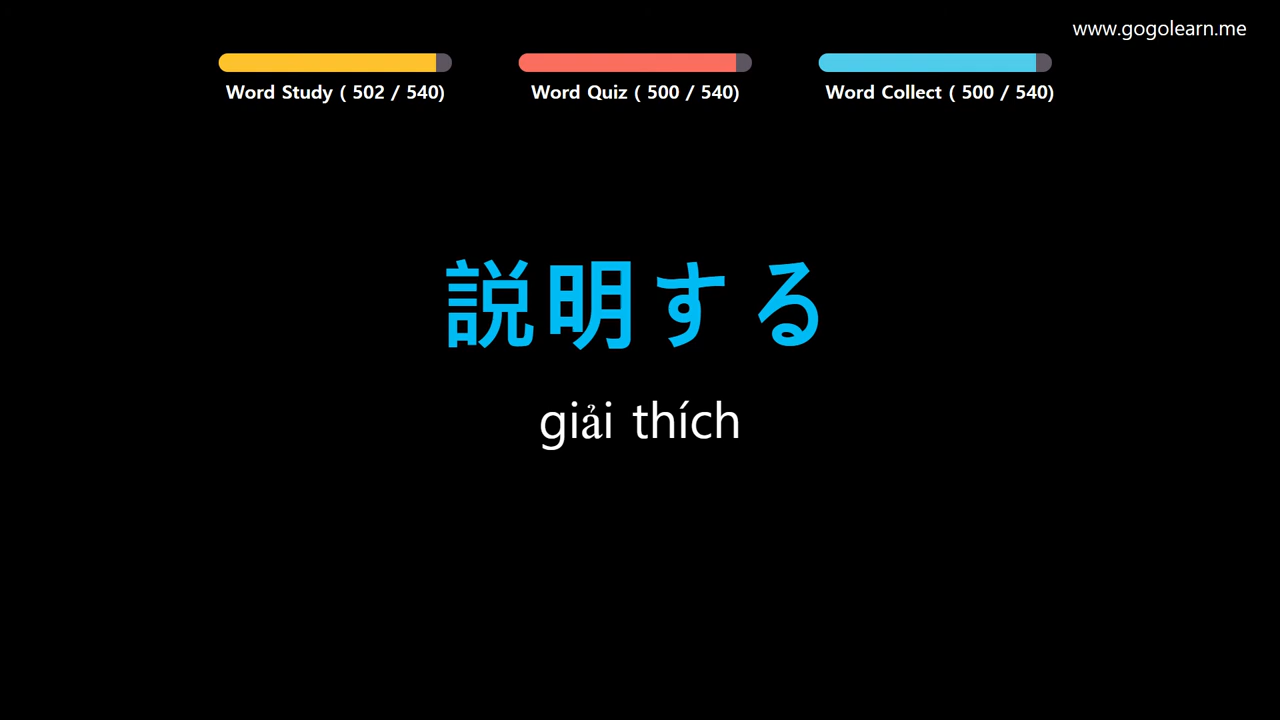 www.gogolearn.me
Word Study ( 502 / 540)
Word Quiz ( 500 / 540)
Word Collect ( 500 / 540)
説明する
giải thích